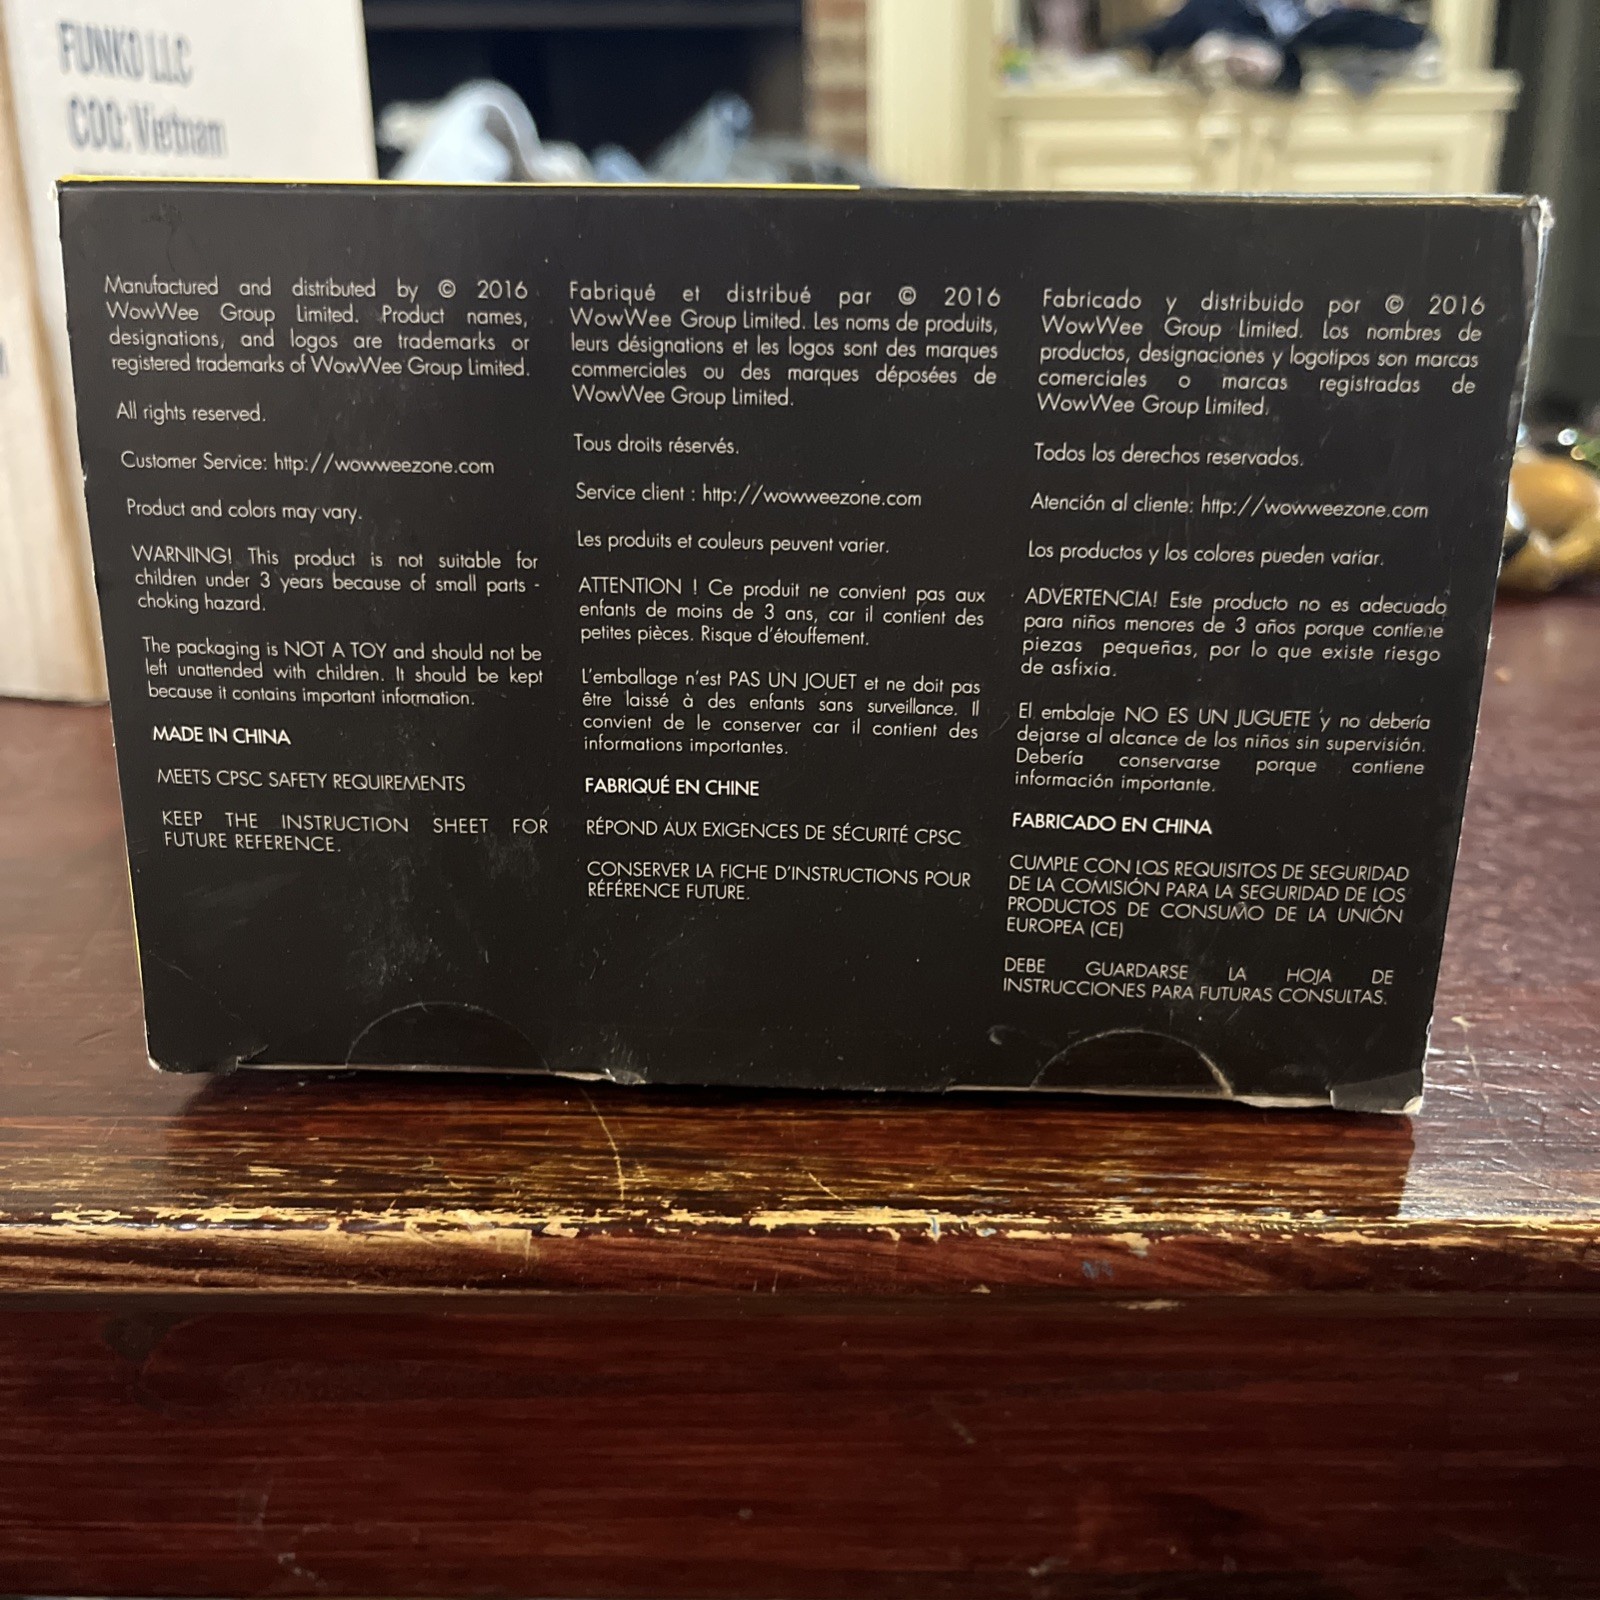 FUNKO LLC
COO: Vietnam
Manufactured and distributed by © 2016
WowWee Group Limited. Product names,
designations, and logos are trademarks or
registered trademarks of WowWee Group Limited.
All rights reserved.
Customer Service: http://wowweezone.com
Product and colors may vary.
WARNING! This product is not suitable for
children under 3 years because of small parts -
choking hazard.
The packaging is NOT A TOY and should not be
left unattended with children. It should be kept
because it contains important information.
MADE IN CHINA
MEETS CPSC SAFETY REQUIREMENTS
KEEP THE INSTRUCTION SHEET FOR
FUTURE REFERENCE.
Fabriqué et distribué par © 2016
WowWee Group Limited. Les noms de produits,
leurs désignations et les logos sont des marques
commerciales ou des marques déposées de
WowWee Group Limited.
Tous droits réservés.
Service client : http://wowweezone.com
Les produits et couleurs peuvent varier.
ATTENTION ! Ce produit ne convient pas aux
enfants de moins de 3 ans, car il contient des
petites pièces. Risque d'étouffement.
L'emballage n'est PAS UN JOUET et ne doit pas
être laissé à des enfants sans surveillance. Il
convient de le conserver car il contient des
informations importantes.
FABRIQUÉ EN CHINE
RÉPOND AUX EXIGENCES DE SÉCURITÉ CPSC
CONSERVER LA FICHE D'INSTRUCTIONS POUR
RÉFÉRENCE FUTURE.
Fabricado y distribuido por © 2016
WowWee Group Limited. Los nombres de
productos, designaciones y logotipos son marcas
comerciales o marcas registradas de
WowWee Group Limited.
Todos los derechos reservados.
Atención al cliente: http://wowweezone.com
Los productos y los colores pueden variar.
ADVERTENCIA! Este producto no es adecuado
para niños menores de 3 años porque contiene
piezas pequeñas, por lo que existe riesgo
de asfixia.
El embalaje NO ES UN JUGUETE y no debería
dejarse al alcance de los niños sin supervisión.
Debería conservarse porque contiene
información importante.
FABRICADO EN CHINA
CUMPLE CON LOS REQUISITOS DE SEGURIDAD
DE LA COMISIÓN PARA LA SEGURIDAD DE LOS
PRODUCTOS DE CONSUMO DE LA UNIÓN
EUROPEA (CE)
DEBE GUARDARSE LA HOJA DE
INSTRUCCIONES PARA FUTURAS CONSULTAS.